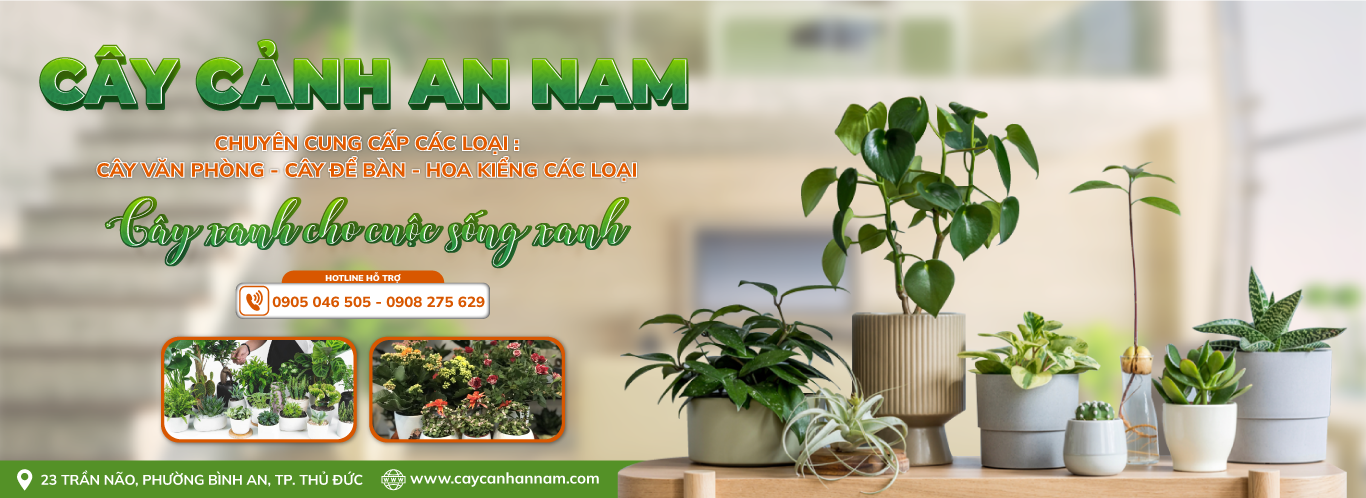 CÂY CẢNH AN NAM
CHUYÊN CUNG CẤP CÁC LOẠI :
CÂY VĂN PHÒNG - CÂY ĐỂ BÀN - HOA KIỂNG CÁC LOẠI
Cây xanh cho cuộc sống xanh
HOTLINE HỖ TRỢ
0905 046 505 - 0908 275 629
23 TRẦN NÃO, PHƯỜNG BÌNH AN, TP. THỦ ĐỨC
www.caycanhannam.com